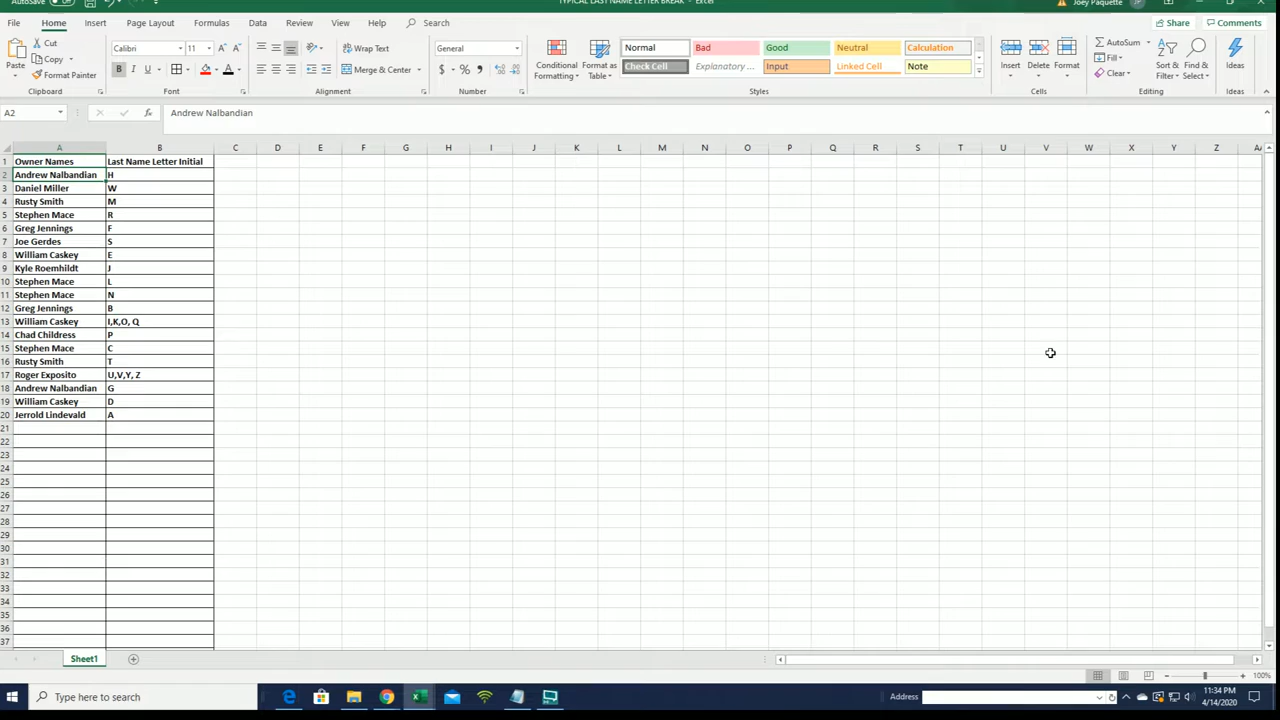 AutoSave Off TYPICAL LAST NAME LETTER BREAK - Excel Joey Paquette JP
File Home Insert Page Layout Formulas Data Review View Help Search Share Comments
Paste Cut Copy Format Painter Clipboard
Calibri 11 A A B I U A Font
ab Wrap Text Merge & Center Alignment
General $ % , Number
Conditional Formatting Format as Table
Normal Bad Good Neutral Calculation
Check Cell Explanatory ... Input Linked Cell Note
Styles
Insert Delete Format Cells
AutoSum Fill Clear Sort & Filter Find & Select Editing
Ideas Ideas
A2 fx Andrew Nalbandian
A B C D E F G H I J K L M N O P Q R S T U V W X Y Z AA
1 Owner Names Last Name Letter Initial
2 Andrew Nalbandian H
3 Daniel Miller W
4 Rusty Smith M
5 Stephen Mace R
6 Greg Jennings F
7 Joe Gerdes S
8 William Caskey E
9 Kyle Roemhildt J
10 Stephen Mace L
11 Stephen Mace N
12 Greg Jennings B
13 William Caskey I,K,O, Q
14 Chad Childress P
15 Stephen Mace C
16 Rusty Smith T
17 Roger Exposito U,V,Y, Z
18 Andrew Nalbandian G
19 William Caskey D
20 Jerrold Lindevald A
21
22
23
24
25
26
27
28
29
30
31
32
33
34
35
36
37
Sheet1
100%
Type here to search Address 11:34 PM
4/14/2020